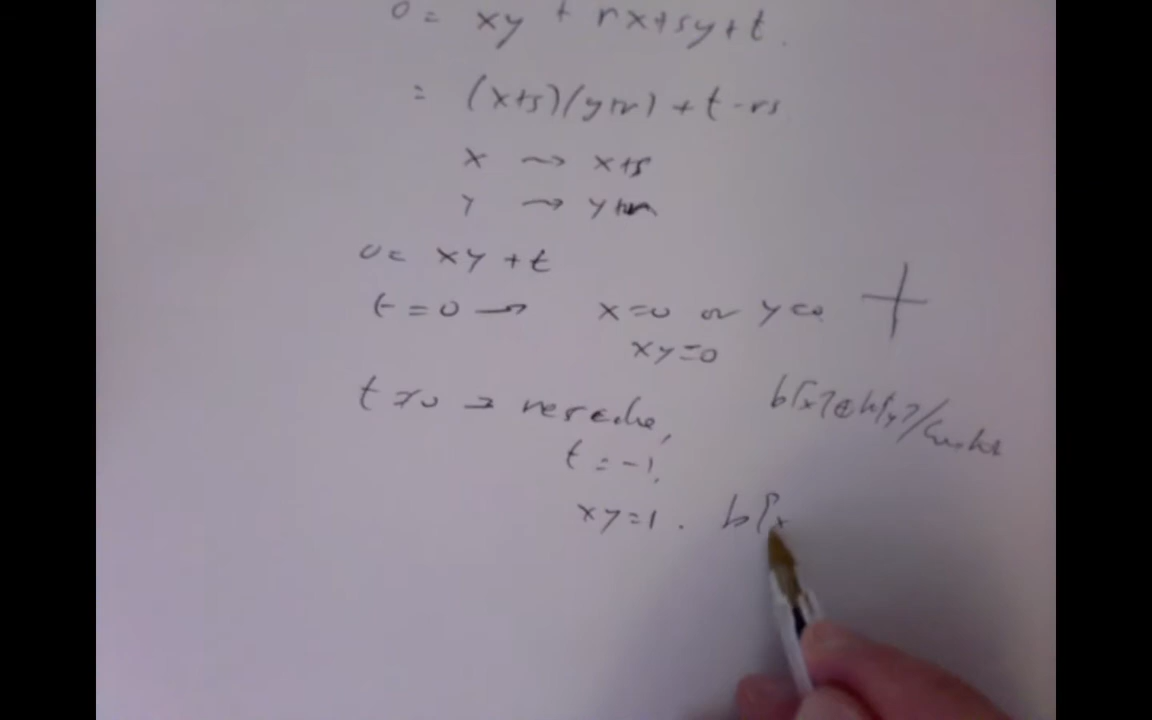 0 = xy + rx+sy+t.
= (x+s)(y+r) + t-rs
x → x+s
y → y+r
0 = xy + t
t=0 → x=0 or y=0.
xy=0
t≠0 → rescale,
k[x]⊕k[y]/
t=-1.
xy=1. k[x